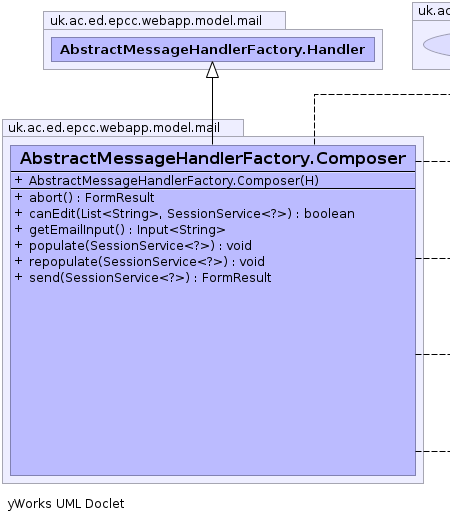 uk.ac.ed.epcc.webapp.model.mail
uk.ac
AbstractMessageHandlerFactory.Handler
uk.ac.ed.epcc.webapp.model.mail
AbstractMessageHandlerFactory.Composer
+ AbstractMessageHandlerFactory.Composer(H)
+ abort() : FormResult
+ canEdit(List<String>, SessionService<?>) : boolean
+ getEmailInput() : Input<String>
+ populate(SessionService<?>) : void
+ repopulate(SessionService<?>) : void
+ send(SessionService<?>) : FormResult
yWorks UML Doclet